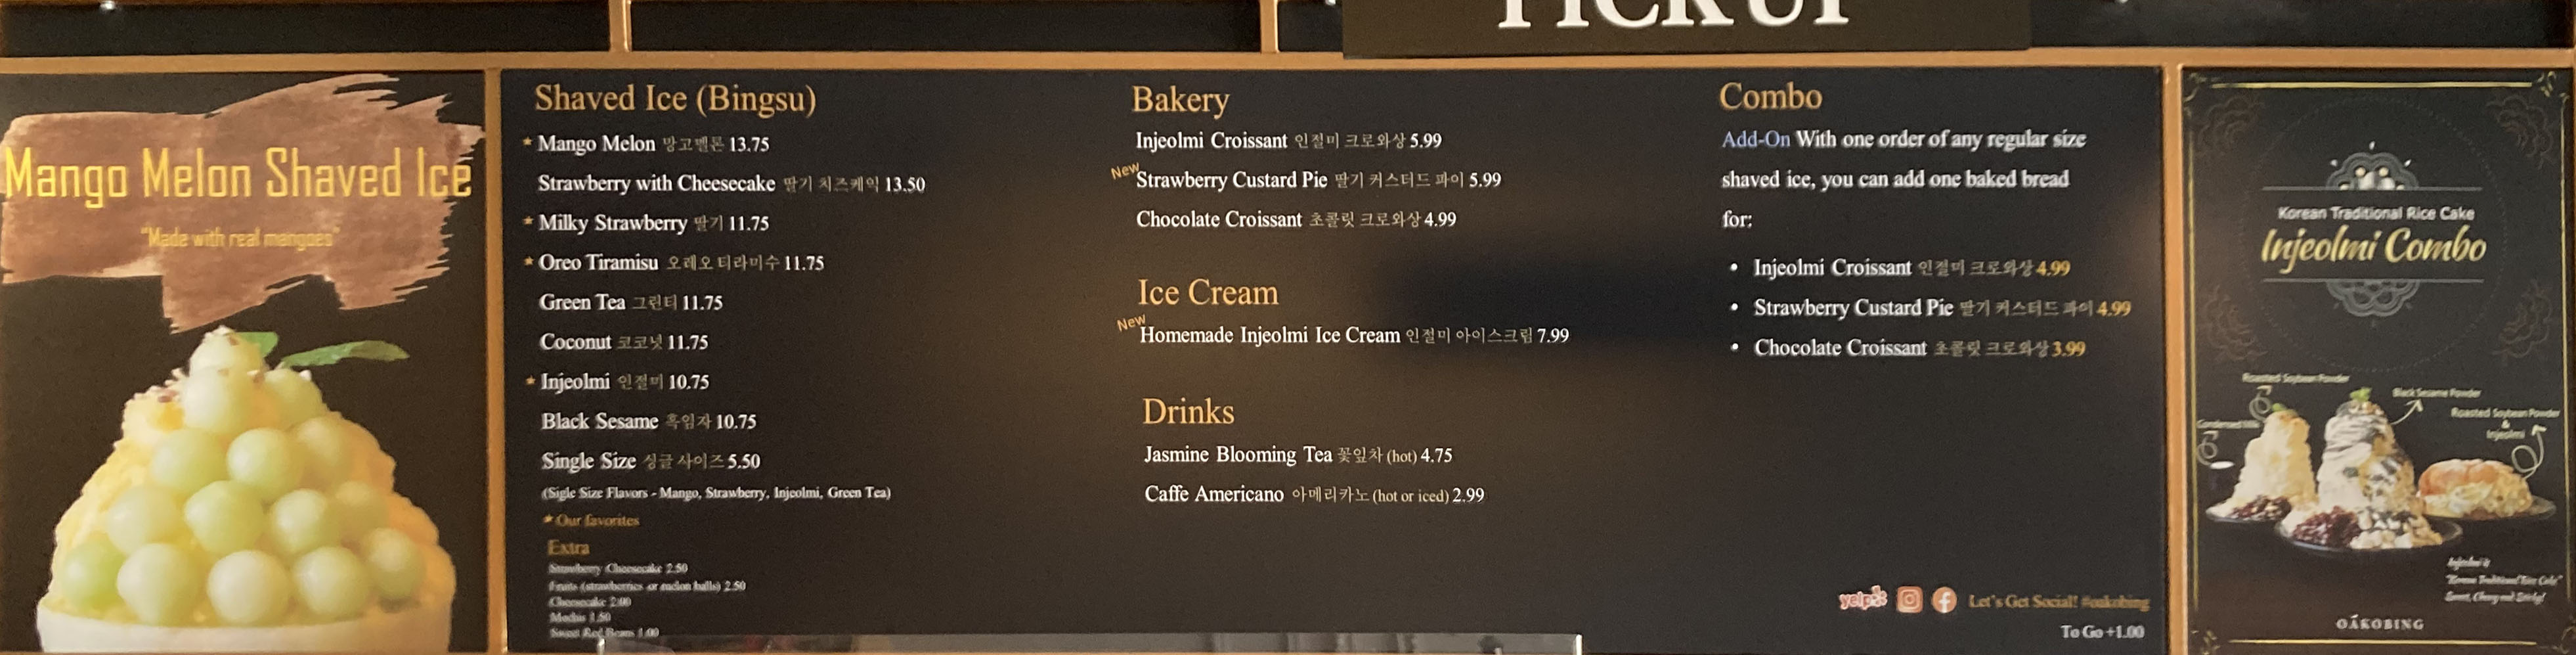 PICK UP
Mango Melon Shaved Ice
"Made with real mangoes"
Shaved Ice (Bingsu)
* Mango Melon 망고멜론 13.75
Strawberry with Cheesecake 딸기 치즈케익 13.50
* Milky Strawberry 딸기 11.75
* Oreo Tiramisu 오레오 티라미수 11.75
Green Tea 그린티 11.75
Coconut 코코넛 11.75
* Injeolmi 인절미 10.75
Black Sesame 흑임자 10.75
Single Size 싱글 사이즈 5.50
(Sigle Size Flavors - Mango, Strawberry, Injeolmi, Green Tea)
* Our favorites
Extra
Strawberry Cheesecake 2.50
Fruits (strawberries or melon balls) 2.50
Cheesecake 2.00
Mochis 1.50
Sweet Red Beans 1.00
Bakery
Injeolmi Croissant 인절미 크로와상 5.99
New
Strawberry Custard Pie 딸기 커스터드 파이 5.99
Chocolate Croissant 초콜릿 크로와상 4.99
Ice Cream
New
Homemade Injeolmi Ice Cream 인절미 아이스크림 7.99
Drinks
Jasmine Blooming Tea 꽃잎차 (hot) 4.75
Caffe Americano 아메리카노 (hot or iced) 2.99
Combo
Add-On With one order of any regular size
shaved ice, you can add one baked bread
for:
• Injeolmi Croissant 인절미 크로와상 4.99
• Strawberry Custard Pie 딸기 커스터드 파이 4.99
• Chocolate Croissant 초콜릿 크로와상 3.99
yelp
Let's Get Social! #oakobing
To Go +1.00
Korean Traditional Rice Cake
Injeolmi Combo
Roasted Soybean Powder
Black Sesame Powder
Roasted Soybean Powder
&
Injeolmi
Condensed Milk
Injeolmi is
"Korean Traditional Rice Cake"
Sweet, Chewy and Sticky!
OAKOBING